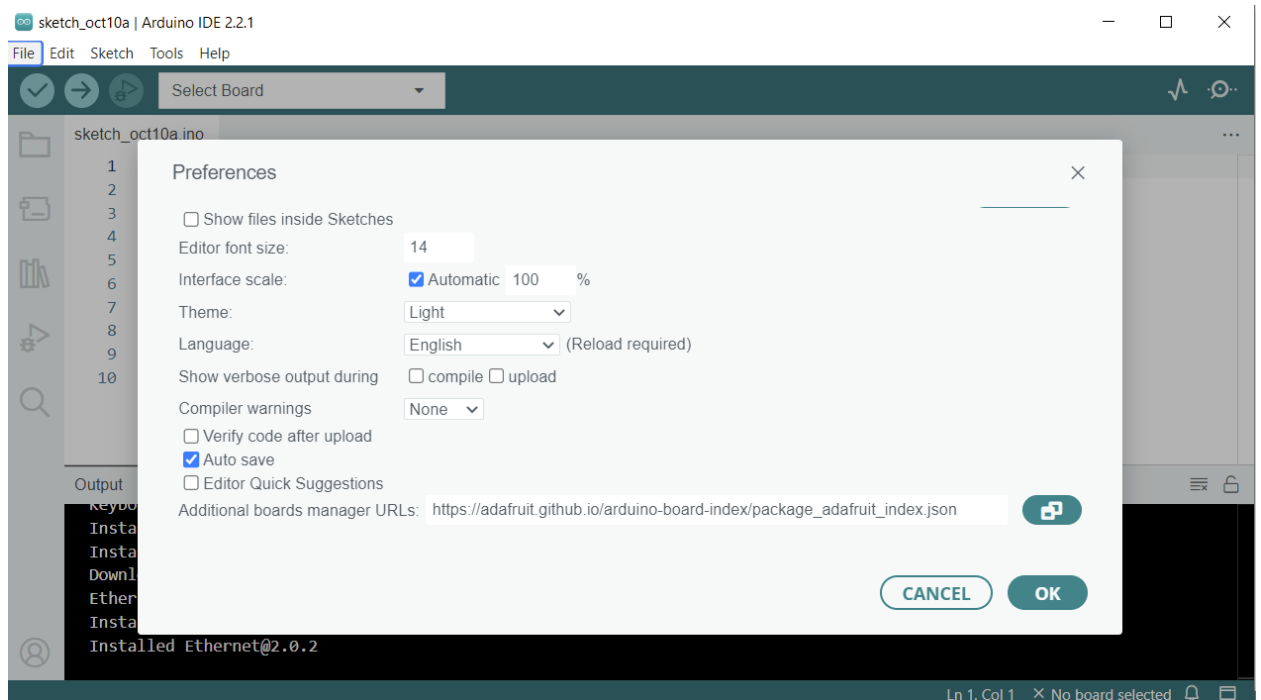 sketch_oct10a | Arduino IDE 2.2.1
File Edit Sketch Tools Help
Select Board
sketch_oct10a.ino
...
Preferences
1
2
3
4
5
6
7
8
9
10
Show files inside Sketches
Editor font size: 14
Interface scale: Automatic 100 %
Theme: Light
Language: English (Reload required)
Show verbose output during compile upload
Compiler warnings None
Verify code after upload
Auto save
Editor Quick Suggestions
Additional boards manager URLs: https://adafruit.github.io/arduino-board-index/package_adafruit_index.json
CANCEL OK
Output
Keybo
Insta
Insta
Downl
Ether
Insta
Installed Ethernet@2.0.2
Ln 1, Col 1 × No board selected